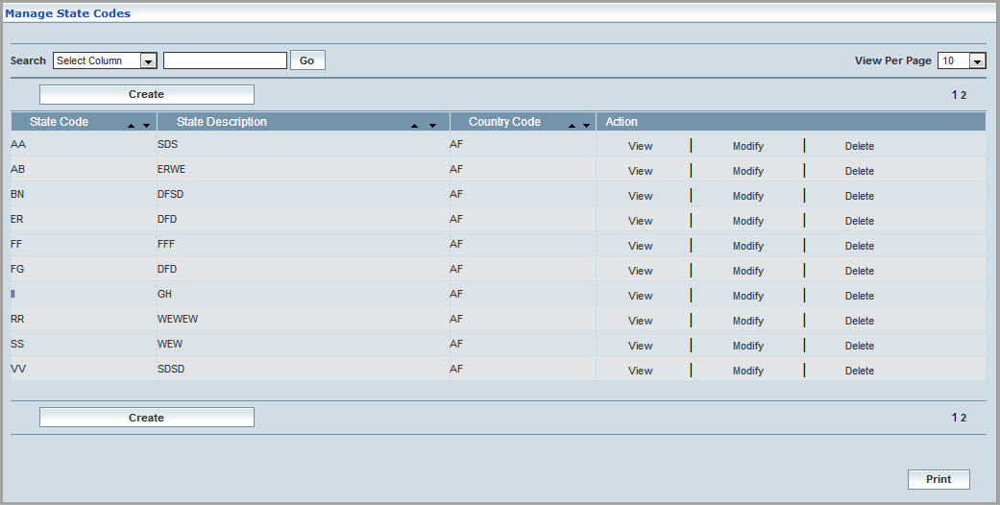 Manage State Codes
Search Select Column Go View Per Page 10
Create 1 2
State Code State Description Country Code Action
AA SDS AF View | Modify | Delete
AB ERWE AF View | Modify | Delete
BN DFSD AF View | Modify | Delete
ER DFD AF View | Modify | Delete
FF FFF AF View | Modify | Delete
FG DFD AF View | Modify | Delete
II GH AF View | Modify | Delete
RR WEWEW AF View | Modify | Delete
SS WEW AF View | Modify | Delete
VV SDSD AF View | Modify | Delete
Create 1 2
Print